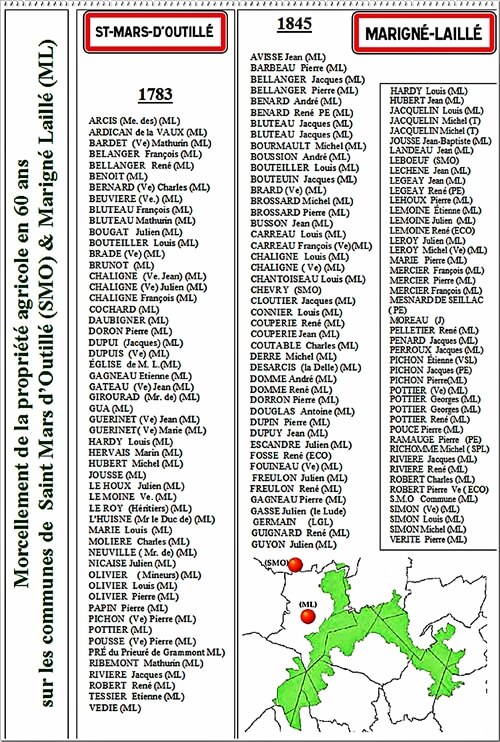 Morcellement de la propriété agricole en 60 ans
sur les communes de Saint Mars d'Outillé (SMO) & Marigné Laillé (ML)
ST-MARS-D'OUTILLÉ
1783
ARCIS (Me. des) (ML)
ARDICAN de la VAUX (ML)
BARDET (Ve) Mathurin (ML)
BELANGER François (ML)
BELLANGER René (ML)
BENOIT (ML)
BERNARD (Ve) Charles (ML)
BEUVIERE (Ve.) (ML)
BLUTEAU François (ML)
BLUTEAU Mathurin (ML)
BOUGAT Julien (ML)
BOUTEILLER Louis (ML)
BRADE (Ve) (ML)
BRUNOT (ML)
CHALIGNE (Ve. Jean) (ML)
CHALIGNE (Ve) Julien (ML)
CHALIGNE François (ML)
COCHARD (ML)
DAUBIGNER (ML)
DORON Pierre (ML)
DUPUI (Jacques) (ML)
DUPUIS (Ve) (ML)
ÉGLISE de M. L (ML)
GAGNEAU Etienne (ML)
GATEAU (Ve) Jean (ML)
GIROURAD (Mr. de) (ML)
GUA (ML)
GUERINET (Ve) Jean (ML)
GUERINET( Ve) Marie (ML)
HARDY Louis (ML)
HERVAIS Marin (ML)
HUBERT Michel (ML)
JOUSSE (ML)
LE HOUX Julien (ML)
LE MOINE Ve. (ML)
LE ROY (Héritiers) (ML)
L'HUISNE (Mr le Duc de) (ML)
MARIE Louis (ML)
MOLIERE Charles (ML)
NEUVILLE ( Mr. de) (ML)
NICAISE Julien (ML)
OLIVIER ( Mineurs) (ML)
OLIVIER Louis (ML)
OLIVIER Pierre (ML)
PAPIN Pierre (ML)
PICHON (Ve) Pierre (ML)
POTTIER (ML)
POUSSE (Ve) Pierre (ML)
PRÉ du Prieuré de Grammont ML)
RIBEMONT Mathurin (ML)
RIVIERE Jacques (ML)
ROBERT René (ML)
TESSIER Etienne (ML)
VEDIE (ML)
1845
MARIGNÉ-LAILLÉ
AVISSE Jean (ML)
BARBEAU Pierre (ML)
BELLANGER Jacques (ML)
BELLANGER Pierre (ML)
BENARD André (ML)
BENARD René PE (ML)
BLUTEAU Jacques (ML)
BLUTEAU Jacques (ML)
BOURMAULT Michel (ML)
BOUSSION André (ML)
BOUTEILLER Louis (ML)
BOUTEUIN Jacques (ML)
BRARD (Ve) (ML)
BROSSARD Michel (ML)
BROSSARD Pierre (ML)
BUSSON Jean (ML)
CARREAU Louis (ML)
CARREAU François (Ve)(ML)
CHALIGNE Louis (ML)
CHALIGNE ( Ve) (ML)
CHANTOISEAU Louis (ML)
CHEVRY (SMO)
CLOUTIER Jacques (ML)
CONNIER Louis (ML)
COUPERIE René (ML)
COUPERIE Jean (ML)
COUTABLE Charles (ML)
DERRE Michel (ML)
DESARCIS (la Delle) (ML)
DOMME André (ML)
DOMME René (ML)
DORRON Pierre (ML)
DOUGLAS Antoine (ML)
DUPIN Pierre (ML)
DUPUY Jean (ML)
ESCANDRE Julien (ML)
FOSSE René (ECO)
FOUINEAU (Ve) (ML)
FREULON Julien (ML)
FREULON René (ML)
GAGNEAU Pierre (ML)
GASSE Julien (le Lude)
GERMAIN (LGL)
GUIGNARD René (ML)
GUYON Julien (ML)
HARDY Louis (ML)
HUBERT Jean (ML)
JACQUELIN Louis (ML)
JACQUELIN Michel (T)
JACQUELIN Michel (T)
JOUSSE Jean-Baptiste (ML)
LANDEAU Jean (ML)
LEBOEUF (SMO)
LECHENE Jean (ML)
LEGEAY Jean (ML)
LEGEAY René (PE)
LEHOUX Pierre (ML)
LEMOINE Étienne (ML)
LEMOINE Julien (ML)
LEMOINE René (ECO)
LEROY Julien (ML)
LEROY Michel (Ve) (ML)
MARIE Pierre (ML)
MERCIER François (ML)
MERCIER Pierre (ML)
MERCIER François (ML)
MESNARD DE SEILLAC
(PE)
MOREAU (J)
PELLETIER René (ML)
PENARD Jacques (ML)
PERROUX Jacques (ML)
PICHON Étienne (VSL)
PICHON Jacques (PE)
PICHON Pierre(ML)
POTTIER (Ve) (ML)
POTTIER Georges (ML)
POTTIER Georges (ML)
POTTIER René (ML)
POUCE Pierre (ML)
RAMAUGE Pierre (PE)
RICHOMME Michel ( SPL)
RIVIERE Jacques (ML)
RIVIERE René (ML)
ROBERT Charles (ML)
ROBERT Pierre Ve ( ECO)
S.M.O Commune (ML)
SIMON (Ve) (ML)
SIMON Louis (ML)
SIMON Michel (ML)
VERITE Pierre (ML)
(SMO)
(ML)